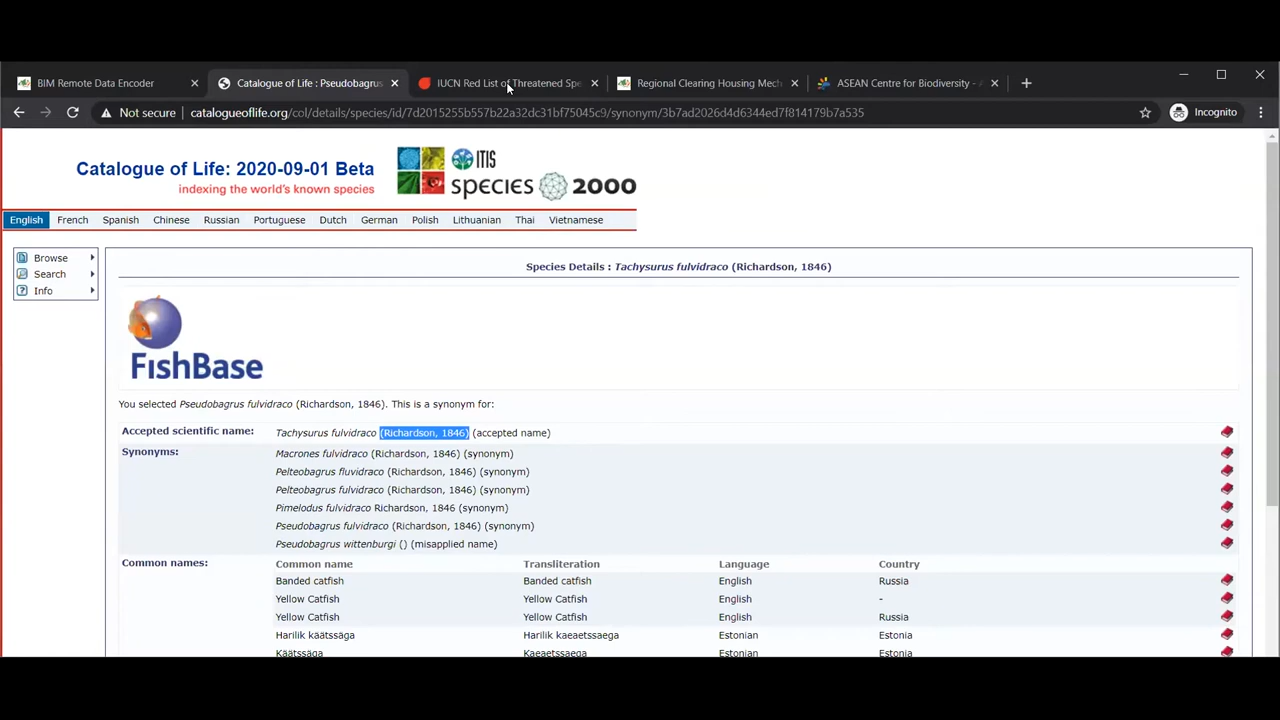 BIM Remote Data Encoder
Catalogue of Life : Pseudobagrus
IUCN Red List of Threatened Spe
Regional Clearing Housing Mech
ASEAN Centre for Biodiversity - A
Not secure catalogueoflife.org/col/details/species/id/7d2015255b557b22a32dc31bf75045c9/synonym/3b7ad2026d4d6344ed7f814179b7a535
Incognito
Catalogue of Life: 2020-09-01 Beta
indexing the world's known species
ITIS
species 2000
English French Spanish Chinese Russian Portuguese Dutch German Polish Lithuanian Thai Vietnamese
Browse
Search
Info
Species Details : Tachysurus fulvidraco (Richardson, 1846)
FishBase
You selected Pseudobagrus fulvidraco (Richardson, 1846). This is a synonym for:
Accepted scientific name: Tachysurus fulvidraco (Richardson, 1846) (accepted name)
Synonyms: Macrones fulvidraco (Richardson, 1846) (synonym)
Pelteobagrus fluvidraco (Richardson, 1846) (synonym)
Pelteobagrus fulvidraco (Richardson, 1846) (synonym)
Pimelodus fulvidraco Richardson, 1846 (synonym)
Pseudobagrus fulvidraco (Richardson, 1846) (synonym)
Pseudobagrus wittenburgi () (misapplied name)
Common names: Common name Transliteration Language Country
Banded catfish Banded catfish English Russia
Yellow Catfish Yellow Catfish English -
Yellow Catfish Yellow Catfish English Russia
Harilik käätssäga Harilik kaeaetssaega Estonian Estonia
Käätssäga Kaeaetssaega Estonian Estonia